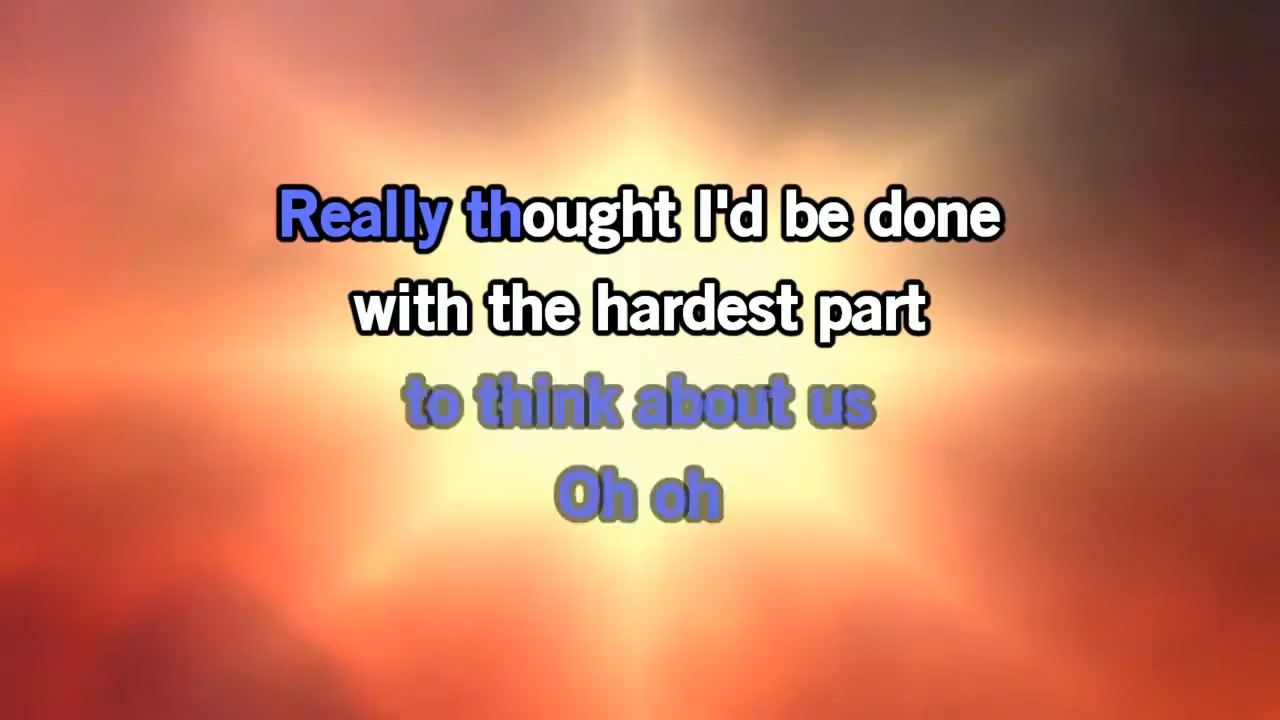 Really thought I'd be done
with the hardest part
to think about us
Oh oh